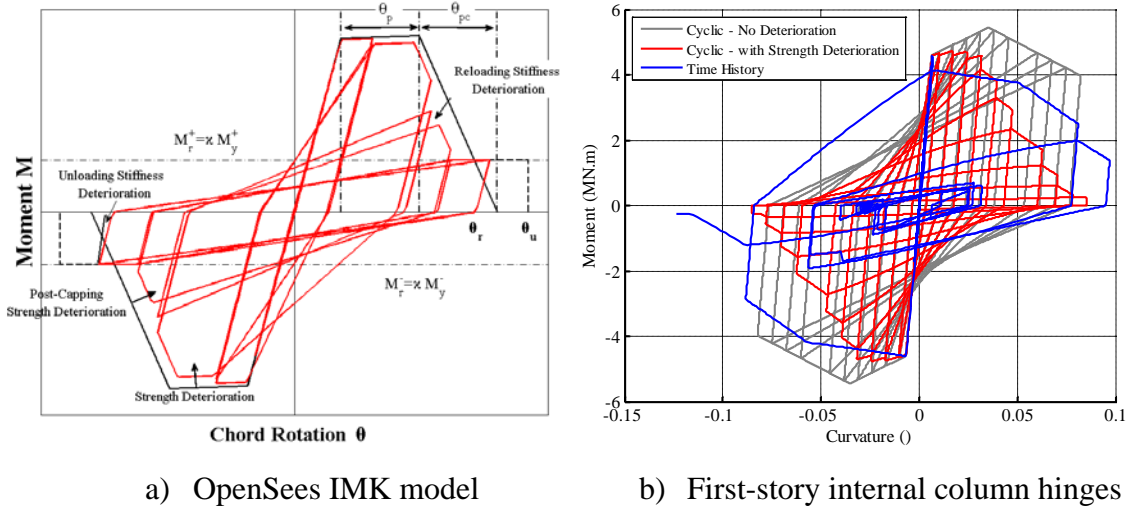 θp
θpc
Reloading Stiffness
Deterioration
M+r=ϰ M+y
Unloading Stiffness
Deterioration
Moment M
θr
θu
Post-Capping
Strength Deterioration
M-r=ϰ M-y
Strength Deterioration
Chord Rotation θ
a) OpenSees IMK model
Cyclic - No Deterioration
Cyclic - with Strength Deterioration
Time History
6
4
2
0
-2
-4
-6
Moment (MN.m)
-0.15
-0.1
-0.05
0
0.05
0.1
Curvature ()
b) First-story internal column hinges